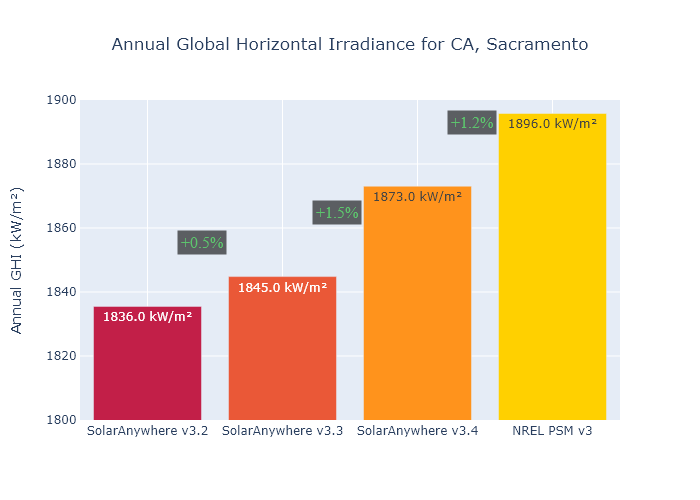 Annual Global Horizontal Irradiance for CA, Sacramento
Annual GHI (kW/m²)
1900
1880
1860
1840
1820
1800
+0.5%
+1.5%
+1.2%
1836.0 kW/m²
1845.0 kW/m²
1873.0 kW/m²
1896.0 kW/m²
SolarAnywhere v3.2
SolarAnywhere v3.3
SolarAnywhere v3.4
NREL PSM v3